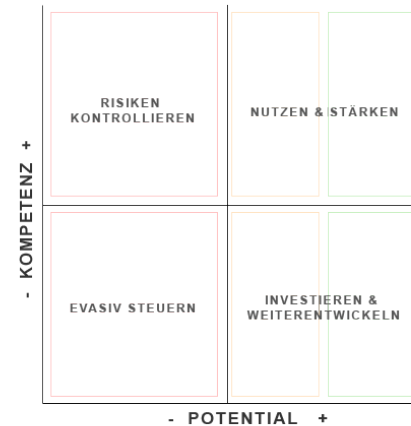 RISIKEN
KONTROLLIEREN
NUTZEN & STÄRKEN
- KOMPETENZ +
EVASIV STEUERN
INVESTIEREN &
WEITERENTWICKELN
- POTENTIAL +